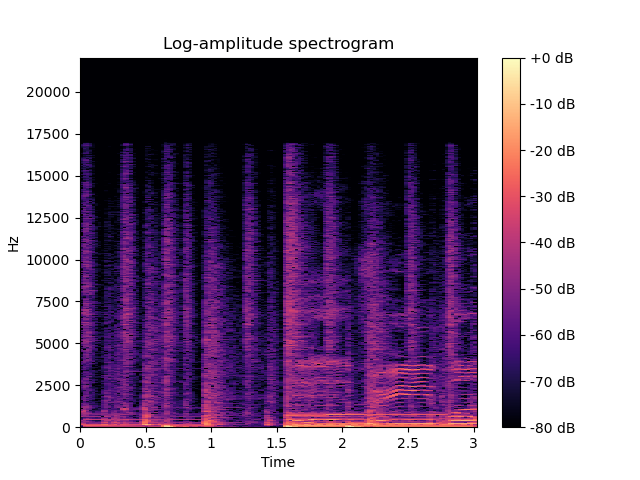 Log-amplitude spectrogram
Hz
20000
17500
15000
12500
10000
7500
5000
2500
0
0 0.5 1 1.5 2 2.5 3
Time
+0 dB
-10 dB
-20 dB
-30 dB
-40 dB
-50 dB
-60 dB
-70 dB
-80 dB